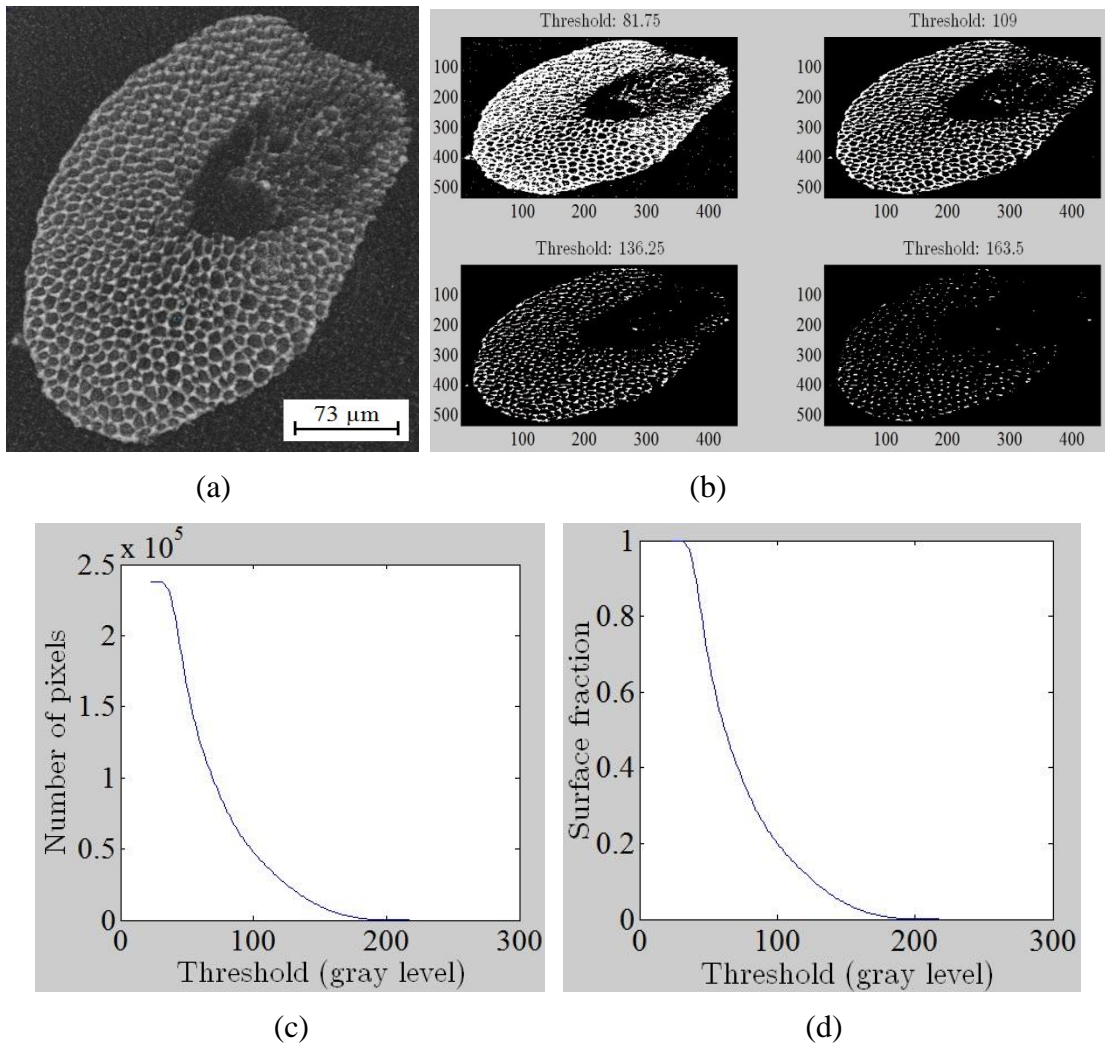 73 µm
(a)
Threshold: 81.75
100
200
300
400
500
100 200 300 400
Threshold: 109
100
200
300
400
500
100 200 300 400
Threshold: 136.25
100
200
300
400
500
100 200 300 400
Threshold: 163.5
100
200
300
400
500
100 200 300 400
(b)
x 10^5
2.5
2
1.5
1
0.5
0
Number of pixels
0 100 200 300
Threshold (gray level)
(c)
1
0.8
0.6
0.4
0.2
0
Surface fraction
0 100 200 300
Threshold (gray level)
(d)